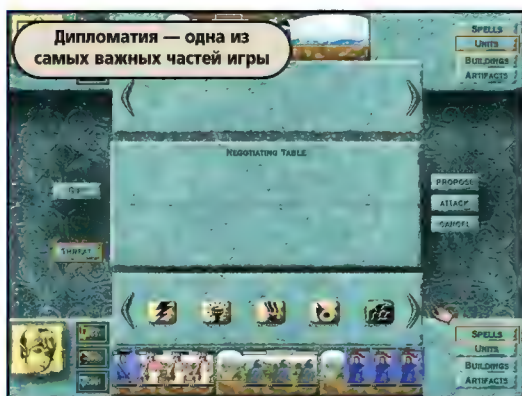 Дипломатия — одна из
самых важных частей игры
SPELLS
UNITS
BUILDINGS
ARTIFACTS
NEGOTIATING TABLE
PROPOSE
ATTACK
CANCEL
THREAT
SPELLS
UNITS
BUILDINGS
ARTIFACTS